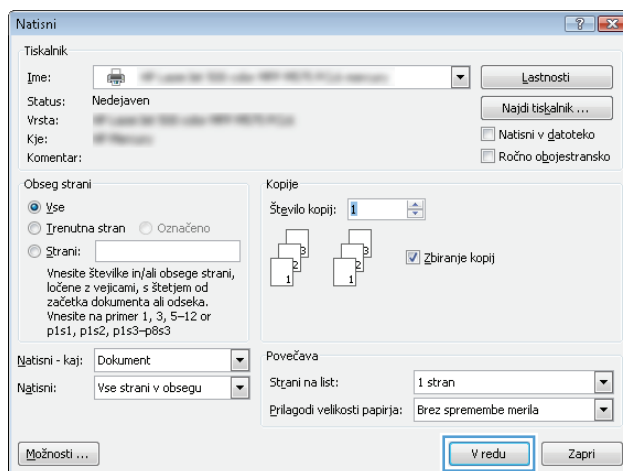 Natisni
Tiskalnik
Ime:
Lastnosti
Status: Nedejaven
Najdi tiskalnik ...
Vrsta:
Natisni v datoteko
Kje:
Ročno obojestransko
Komentar:
Obseg strani
Vse
Trenutna stran Označeno
Strani:
Vnesite številke in/ali obsege strani,
ločene z vejicami, s štetjem od
začetka dokumenta ali odseka.
Vnesite na primer 1, 3, 5–12 or
p1s1, p1s2, p1s3–p8s3
Kopije
Število kopij: 1
1 2 3 1 2 3
Zbiranje kopij
Natisni - kaj: Dokument
Natisni: Vse strani v obsegu
Povečava
Strani na list: 1 stran
Prilagodi velikosti papirja: Brez spremembe merila
Možnosti ...
V redu
Zapri